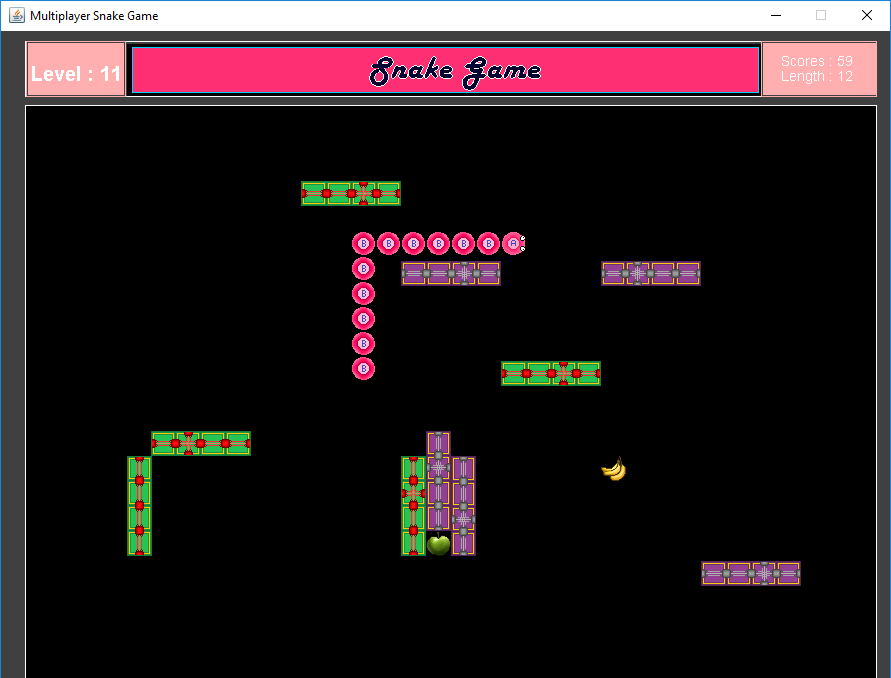 Multiplayer Snake Game
Level : 11
Snake Game
Scores : 59
Length : 12
B B B B B B A
B
B
B
B
B